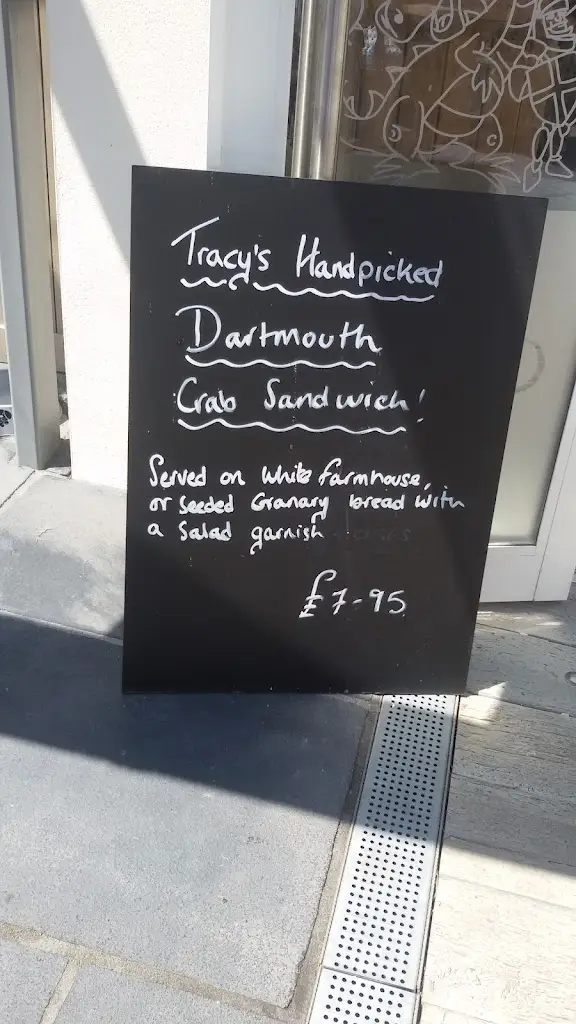 Tracy's Handpicked
Dartmouth
Crab Sandwich!
Served on white farmhouse,
or Seeded Granary bread with
a Salad garnish
£7-95